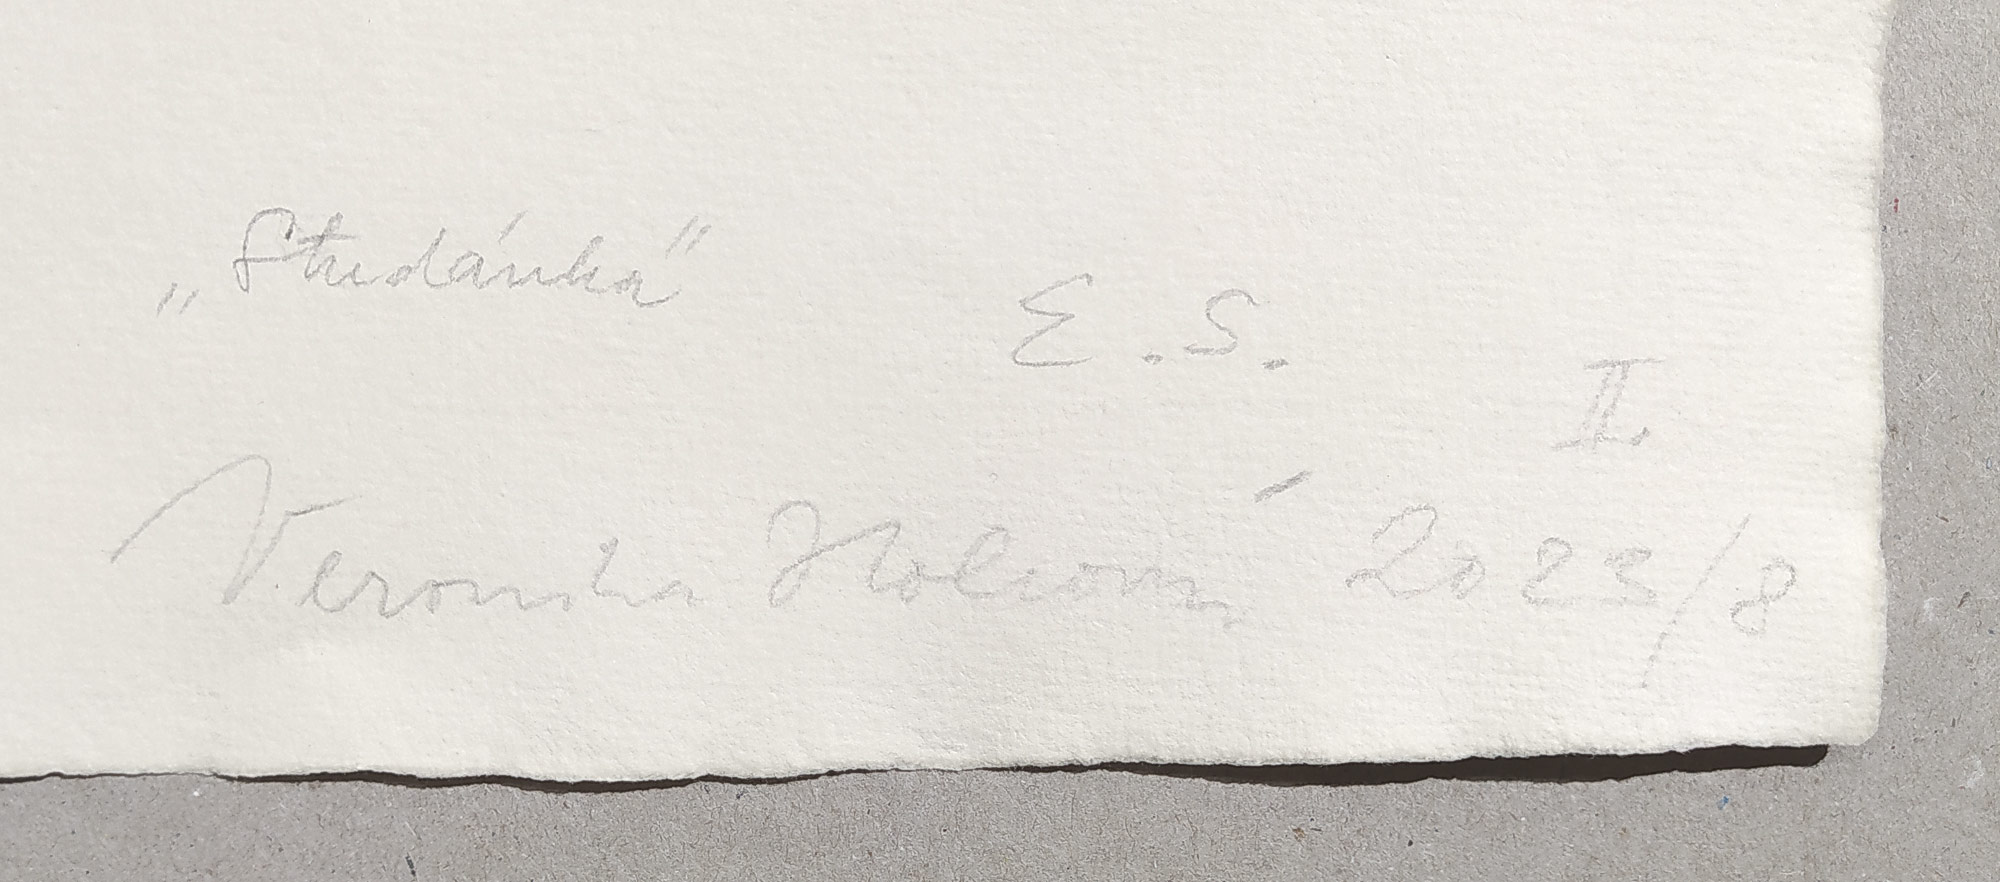 „Studánka"
E.S.
II.
Veronika Holcová 2023/8